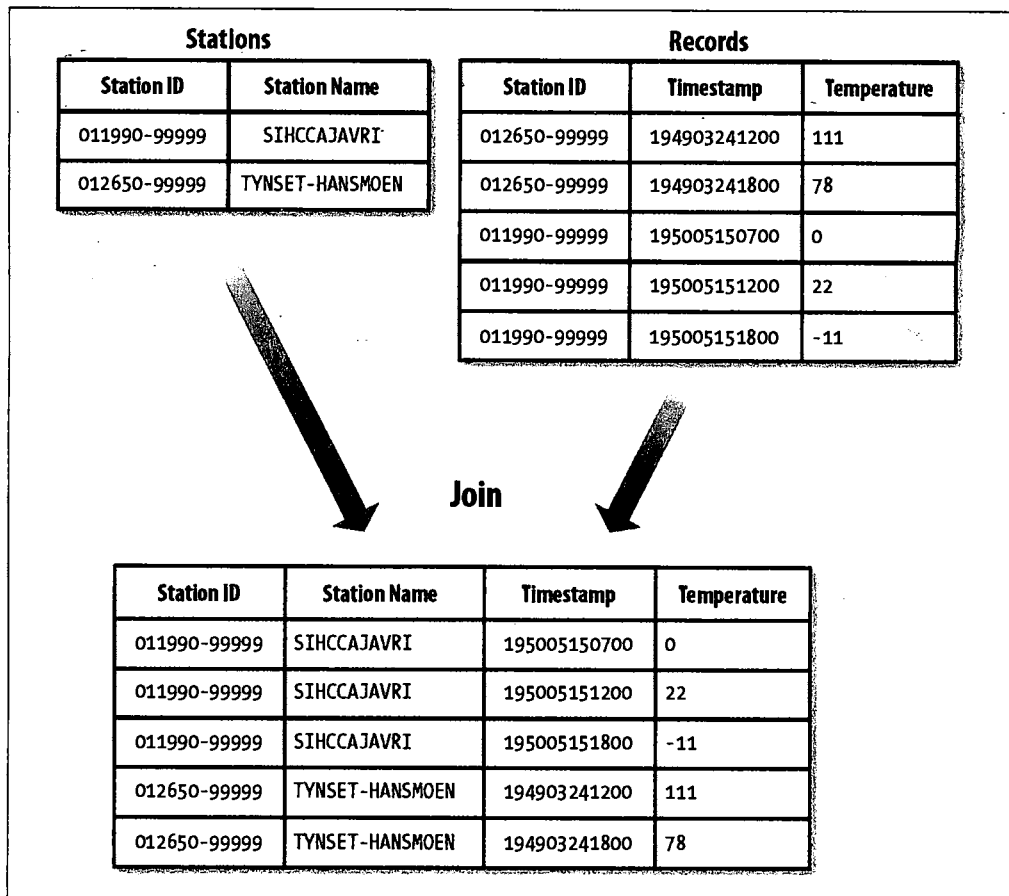 Stations
Station ID Station Name
011990-99999 SIHCCAJAVRI
012650-99999 TYNSET-HANSMOEN
Records
Station ID Timestamp Temperature
012650-99999 194903241200 111
012650-99999 194903241800 78
011990-99999 195005150700 0
011990-99999 195005151200 22
011990-99999 195005151800 -11
Join
Station ID Station Name Timestamp Temperature
011990-99999 SIHCCAJAVRI 195005150700 0
011990-99999 SIHCCAJAVRI 195005151200 22
011990-99999 SIHCCAJAVRI 195005151800 -11
012650-99999 TYNSET-HANSMOEN 194903241200 111
012650-99999 TYNSET-HANSMOEN 194903241800 78